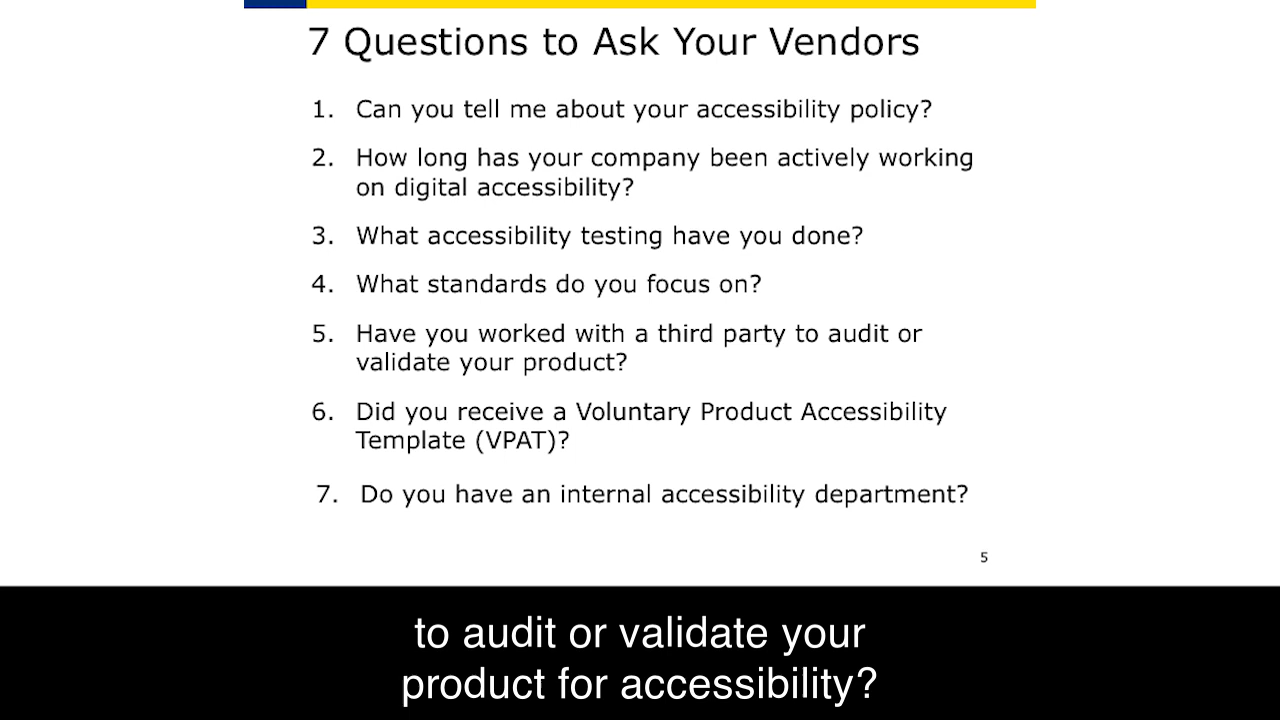 7 Questions to Ask Your Vendors
1. Can you tell me about your accessibility policy?
2. How long has your company been actively working
on digital accessibility?
3. What accessibility testing have you done?
4. What standards do you focus on?
5. Have you worked with a third party to audit or
validate your product?
6. Did you receive a Voluntary Product Accessibility
Template (VPAT)?
7. Do you have an internal accessibility department?
5
to audit or validate your
product for accessibility?